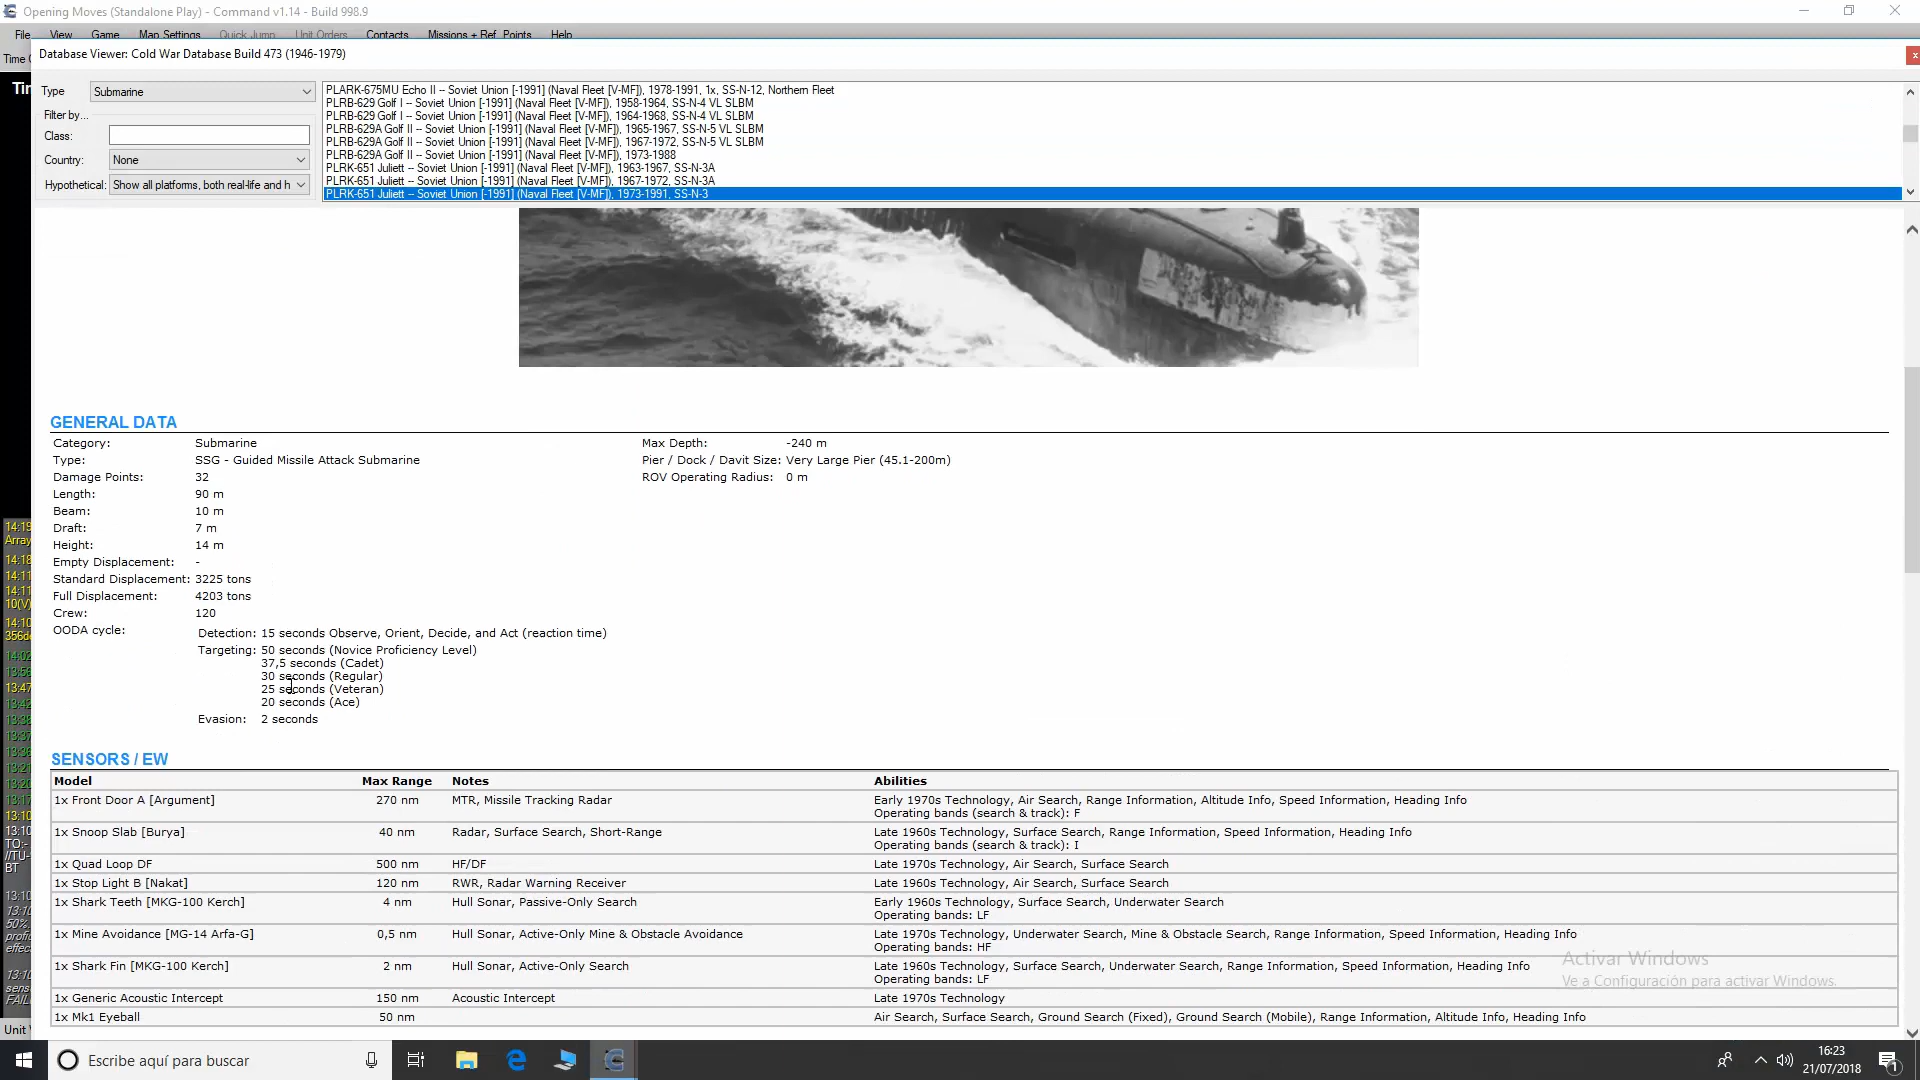 Opening Moves (Standalone Play) - Command v1.14 - Build 998.9
File View Game Map Settings Quick Jump Unit Orders Contacts Missions + Ref. Points Help
Time
Database Viewer: Cold War Database Build 473 (1946-1979)
Type Submarine
Filter by...
Class:
Country: None
Hypothetical: Show all platforms, both real-life and h
PLARK-675MU Echo II -- Soviet Union [-1991] (Naval Fleet [V-MF]), 1978-1991, 1x, SS-N-12, Northern Fleet
PLRB-629 Golf I -- Soviet Union [-1991] (Naval Fleet [V-MF]), 1958-1964, SS-N-4 VL SLBM
PLRB-629 Golf I -- Soviet Union [-1991] (Naval Fleet [V-MF]), 1964-1968, SS-N-4 VL SLBM
PLRB-629A Golf II -- Soviet Union [-1991] (Naval Fleet [V-MF]), 1965-1967, SS-N-5 VL SLBM
PLRB-629A Golf II -- Soviet Union [-1991] (Naval Fleet [V-MF]), 1967-1972, SS-N-5 VL SLBM
PLRB-629A Golf II -- Soviet Union [-1991] (Naval Fleet [V-MF]), 1973-1988
PLRK-651 Juliett -- Soviet Union [-1991] (Naval Fleet [V-MF]), 1963-1967, SS-N-3A
PLRK-651 Juliett -- Soviet Union [-1991] (Naval Fleet [V-MF]), 1967-1972, SS-N-3A
PLRK-651 Juliett -- Soviet Union [-1991] (Naval Fleet [V-MF]), 1973-1991, SS-N-3
GENERAL DATA
Category: Submarine Max Depth: -240 m
Type: SSG - Guided Missile Attack Submarine Pier / Dock / Davit Size: Very Large Pier (45.1-200m)
Damage Points: 32 ROV Operating Radius: 0 m
Length: 90 m
Beam: 10 m
Draft: 7 m
Height: 14 m
Empty Displacement: -
Standard Displacement: 3225 tons
Full Displacement: 4203 tons
Crew: 120
OODA cycle: Detection: 15 seconds Observe, Orient, Decide, and Act (reaction time)
Targeting: 50 seconds (Novice Proficiency Level)
37,5 seconds (Cadet)
30 seconds (Regular)
25 seconds (Veteran)
20 seconds (Ace)
Evasion: 2 seconds
SENSORS / EW
Model Max Range Notes Abilities
1x Front Door A [Argument] 270 nm MTR, Missile Tracking Radar Early 1970s Technology, Air Search, Range Information, Altitude Info, Speed Information, Heading Info
Operating bands (search & track): F
1x Snoop Slab [Burya] 40 nm Radar, Surface Search, Short-Range Late 1960s Technology, Surface Search, Range Information, Speed Information, Heading Info
Operating bands (search & track): I
1x Quad Loop DF 500 nm HF/DF Late 1970s Technology, Air Search, Surface Search
1x Stop Light B [Nakat] 120 nm RWR, Radar Warning Receiver Late 1960s Technology, Air Search, Surface Search
1x Shark Teeth [MKG-100 Kerch] 4 nm Hull Sonar, Passive-Only Search Early 1960s Technology, Surface Search, Underwater Search
Operating bands: LF
1x Mine Avoidance [MG-14 Arfa-G] 0,5 nm Hull Sonar, Active-Only Mine & Obstacle Avoidance Late 1970s Technology, Underwater Search, Mine & Obstacle Search, Range Information, Speed Information, Heading Info
Operating bands: HF
1x Shark Fin [MKG-100 Kerch] 2 nm Hull Sonar, Active-Only Search Late 1960s Technology, Surface Search, Underwater Search, Range Information, Speed Information, Heading Info
Operating bands: LF
1x Generic Acoustic Intercept 150 nm Acoustic Intercept Late 1970s Technology
1x Mk1 Eyeball 50 nm Air Search, Surface Search, Ground Search (Fixed), Ground Search (Mobile), Range Information, Altitude Info, Heading Info
Activar Windows
Ve a Configuración para activar Windows.
Unit
Escribe aquí para buscar
16:23
21/07/2018
1